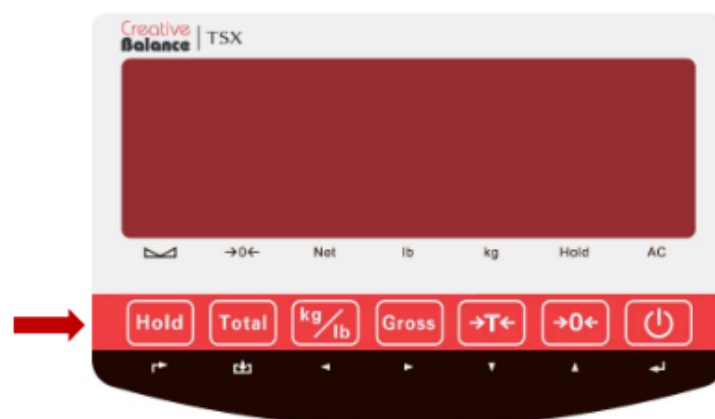 Creative
Balance | TSX
→0← Net lb kg Hold AC
Hold Total kg/lb Gross →T← →0←